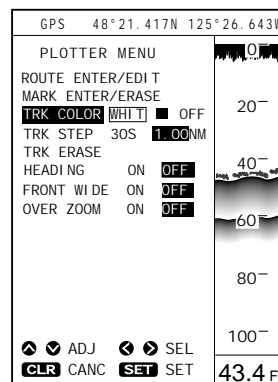 GPS 48°21.417N 125°26.643W
PLOTTER MENU
ROUTE ENTER/EDIT
MARK ENTER/ERASE
TRK COLOR WHIT ■ OFF
TRK STEP 30S 1.00NM
TRK ERASE
HEADING ON OFF
FRONT WIDE ON OFF
OVER ZOOM ON OFF
ADJ SEL
CLR CANC SET SET
0
20
40
60
80
100
43.4 F